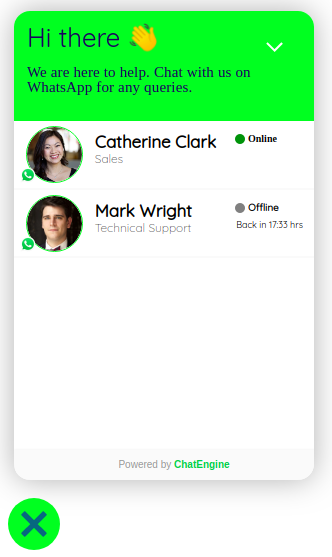 Hi there 👋
We are here to help. Chat with us on
WhatsApp for any queries.
Catherine Clark
Online
Sales
Mark Wright
Offline
Technical Support
Back in 17:33 hrs
Powered by ChatEngine